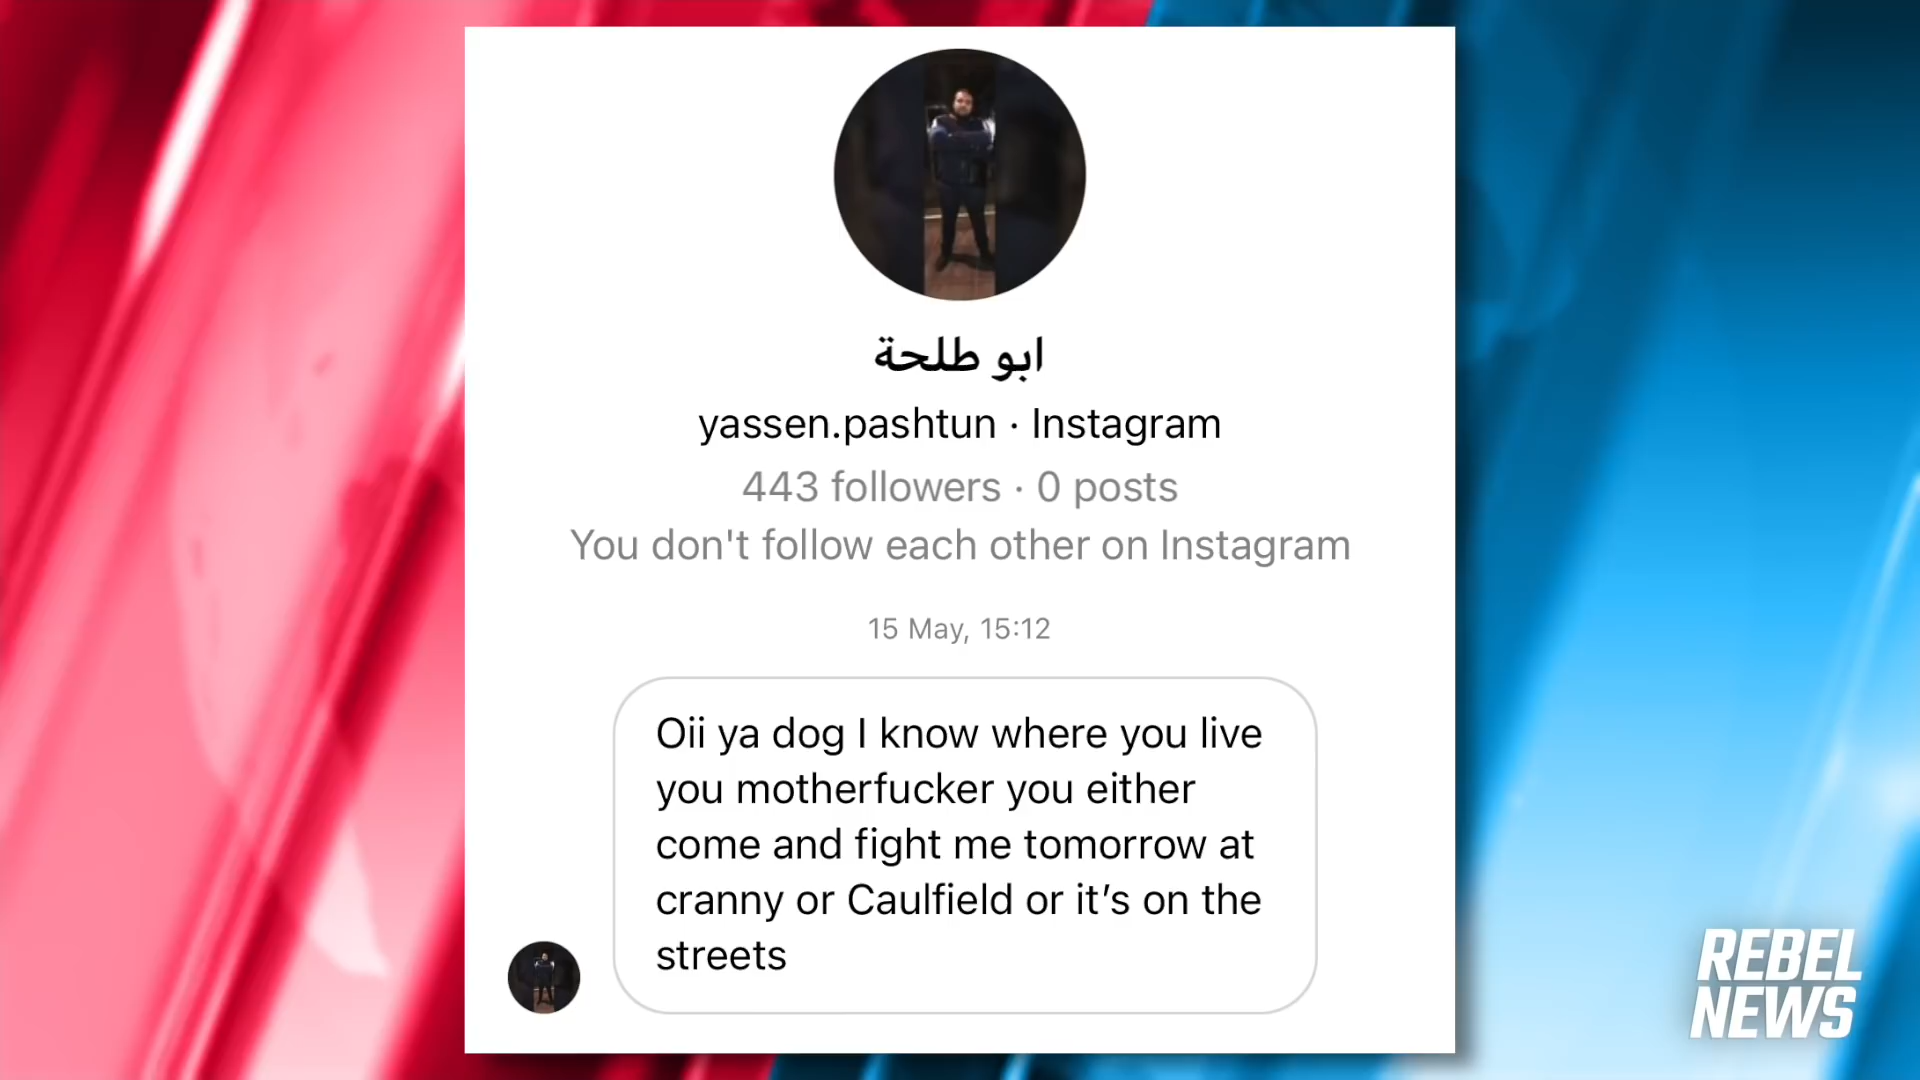 ابو طلحة
yassen.pashtun · Instagram
443 followers · 0 posts
You don't follow each other on Instagram
15 May, 15:12
Oii ya dog I know where you live
you motherfucker you either
come and fight me tomorrow at
cranny or Caulfield or it’s on the
streets
REBEL
NEWS